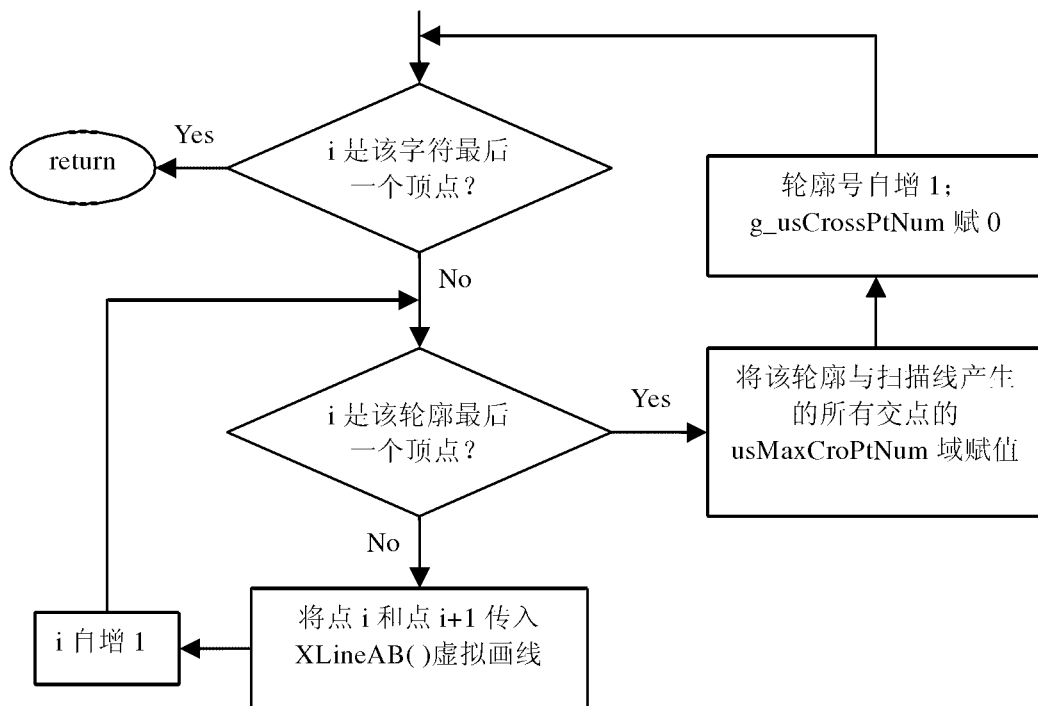 i 是该字符最后
一个顶点？
Yes
return
No
i 是该轮廓最后
一个顶点？
Yes
将该轮廓与扫描线产生
的所有交点的
usMaxCroPtNum 域赋值
轮廓号自增 1；
g_usCrossPtNum 赋 0
No
将点 i 和点 i+1 传入
XLineAB( )虚拟画线
i 自增 1